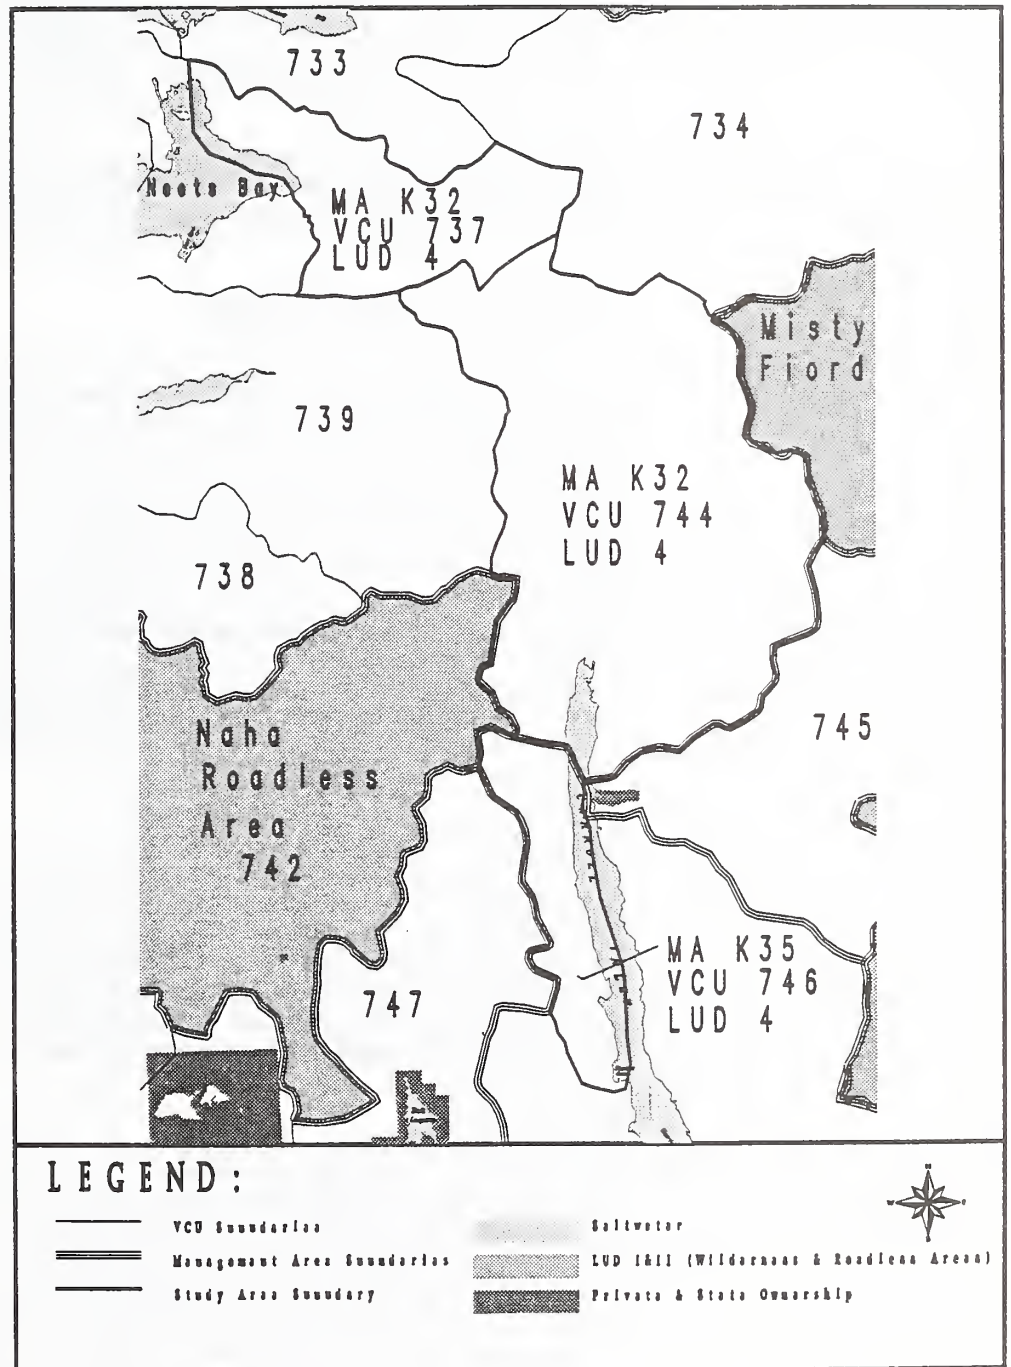 733
734
Neets Bay
MA K32
VCU 737
LUD 4
Misty
Fiord
739
MA K32
VCU 744
LUD 4
738
745
Naha
Roadless
Area
742
MA K35
VCU 746
LUD 4
747
LEGEND:
VCU Boundaries
Management Area Boundaries
Study Area Boundary
Saltwater
LUD I&II (Wilderness & Roadless Areas)
Private & State Ownership